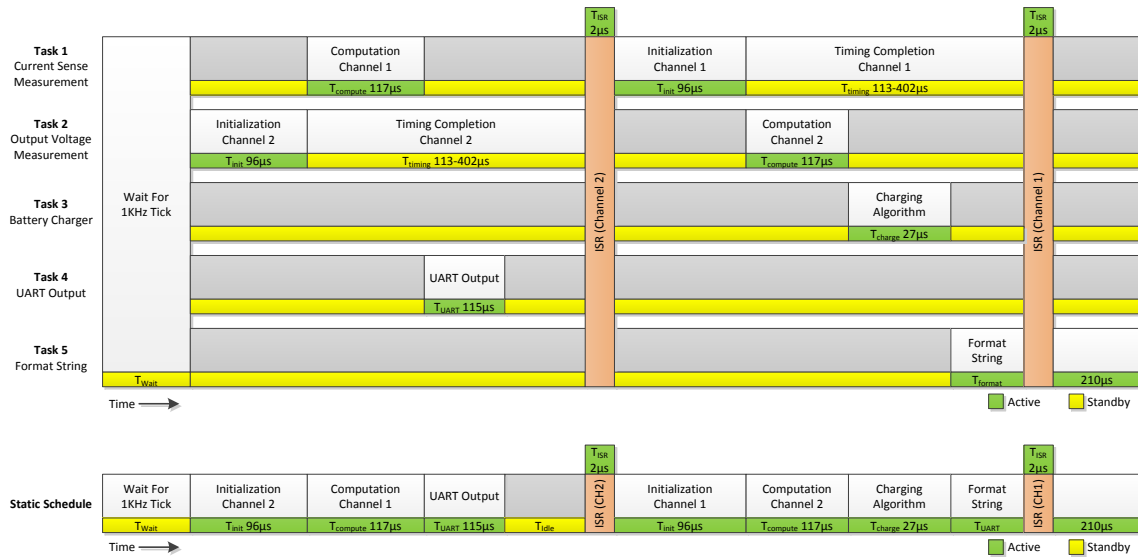 TISR
2µs
TISR
2µs
Task 1
Current Sense
Measurement
Computation
Channel 1
Initialization
Channel 1
Timing Completion
Channel 1
Tcompute 117µs
Tinit 96µs
Ttiming 113-402µs
Task 2
Output Voltage
Measurement
Initialization
Channel 2
Timing Completion
Channel 2
Computation
Channel 2
Tinit 96µs
Ttiming 113-402µs
Tcompute 117µs
Wait For
1KHz Tick
ISR (Channel 2)
ISR (Channel 1)
Task 3
Battery Charger
Charging
Algorithm
Tcharge 27µs
Task 4
UART Output
UART Output
TUART 115µs
Task 5
Format String
Format
String
TWait
Tformat
210µs
Time
Active
Standby
TISR
2µs
TISR
2µs
Static Schedule
Wait For
1KHz Tick
Initialization
Channel 2
Computation
Channel 1
UART Output
ISR (CH2)
Initialization
Channel 1
Computation
Channel 2
Charging
Algorithm
Format
String
ISR (CH1)
TWait
Tinit 96µs
Tcompute 117µs
TUART 115µs
TIdle
Tinit 96µs
Tcompute 117µs
Tcharge 27µs
TUART
210µs
Time